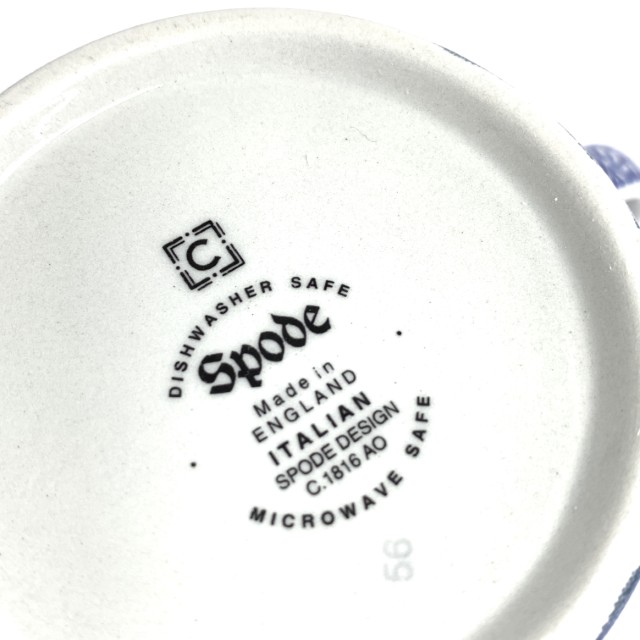 C
DISHWASHER SAFE
Spode
Made in
ENGLAND
ITALIAN
SPODE DESIGN
C.1816 AO
MICROWAVE SAFE
56